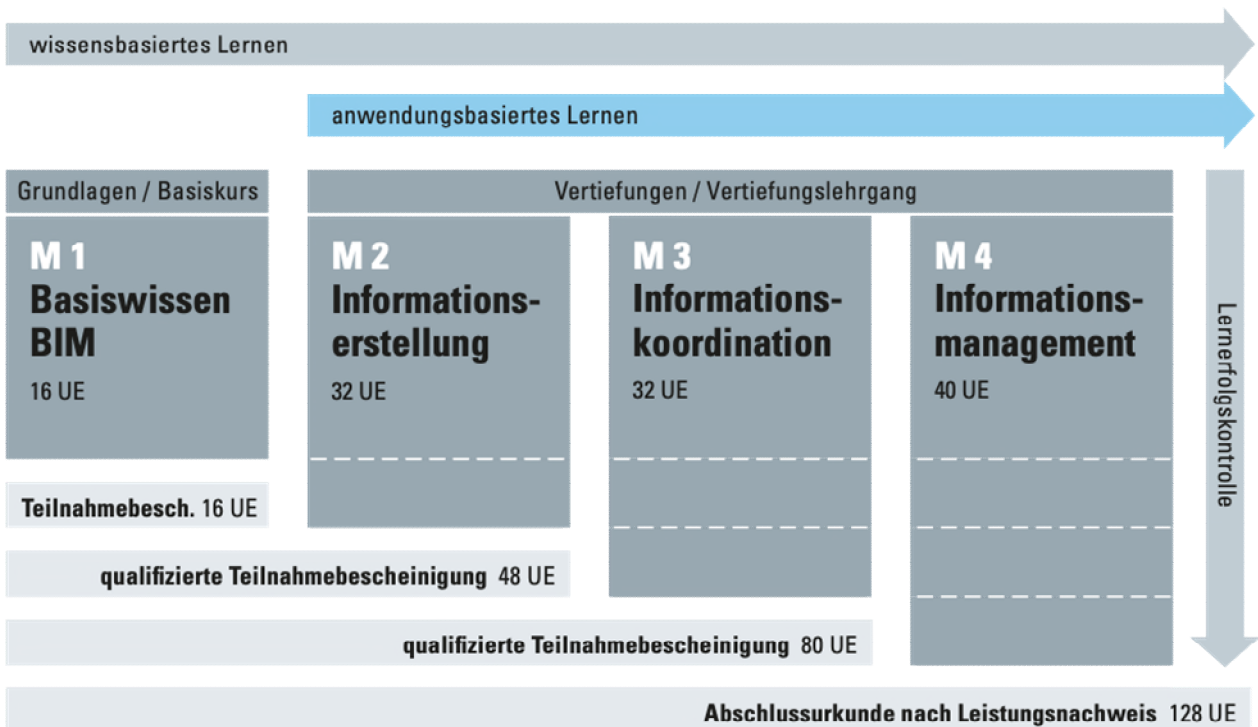 wissensbasiertes Lernen
anwendungsbasiertes Lernen
Grundlagen / Basiskurs
Vertiefungen / Vertiefungslehrgang
M 1
Basiswissen
BIM
16 UE
M 2
Informations-
erstellung
32 UE
M 3
Informations-
koordination
32 UE
M 4
Informations-
management
40 UE
Lernerfolgskontrolle
Teilnahmebesch. 16 UE
qualifizierte Teilnahmebescheinigung 48 UE
qualifizierte Teilnahmebescheinigung 80 UE
Abschlussurkunde nach Leistungsnachweis 128 UE